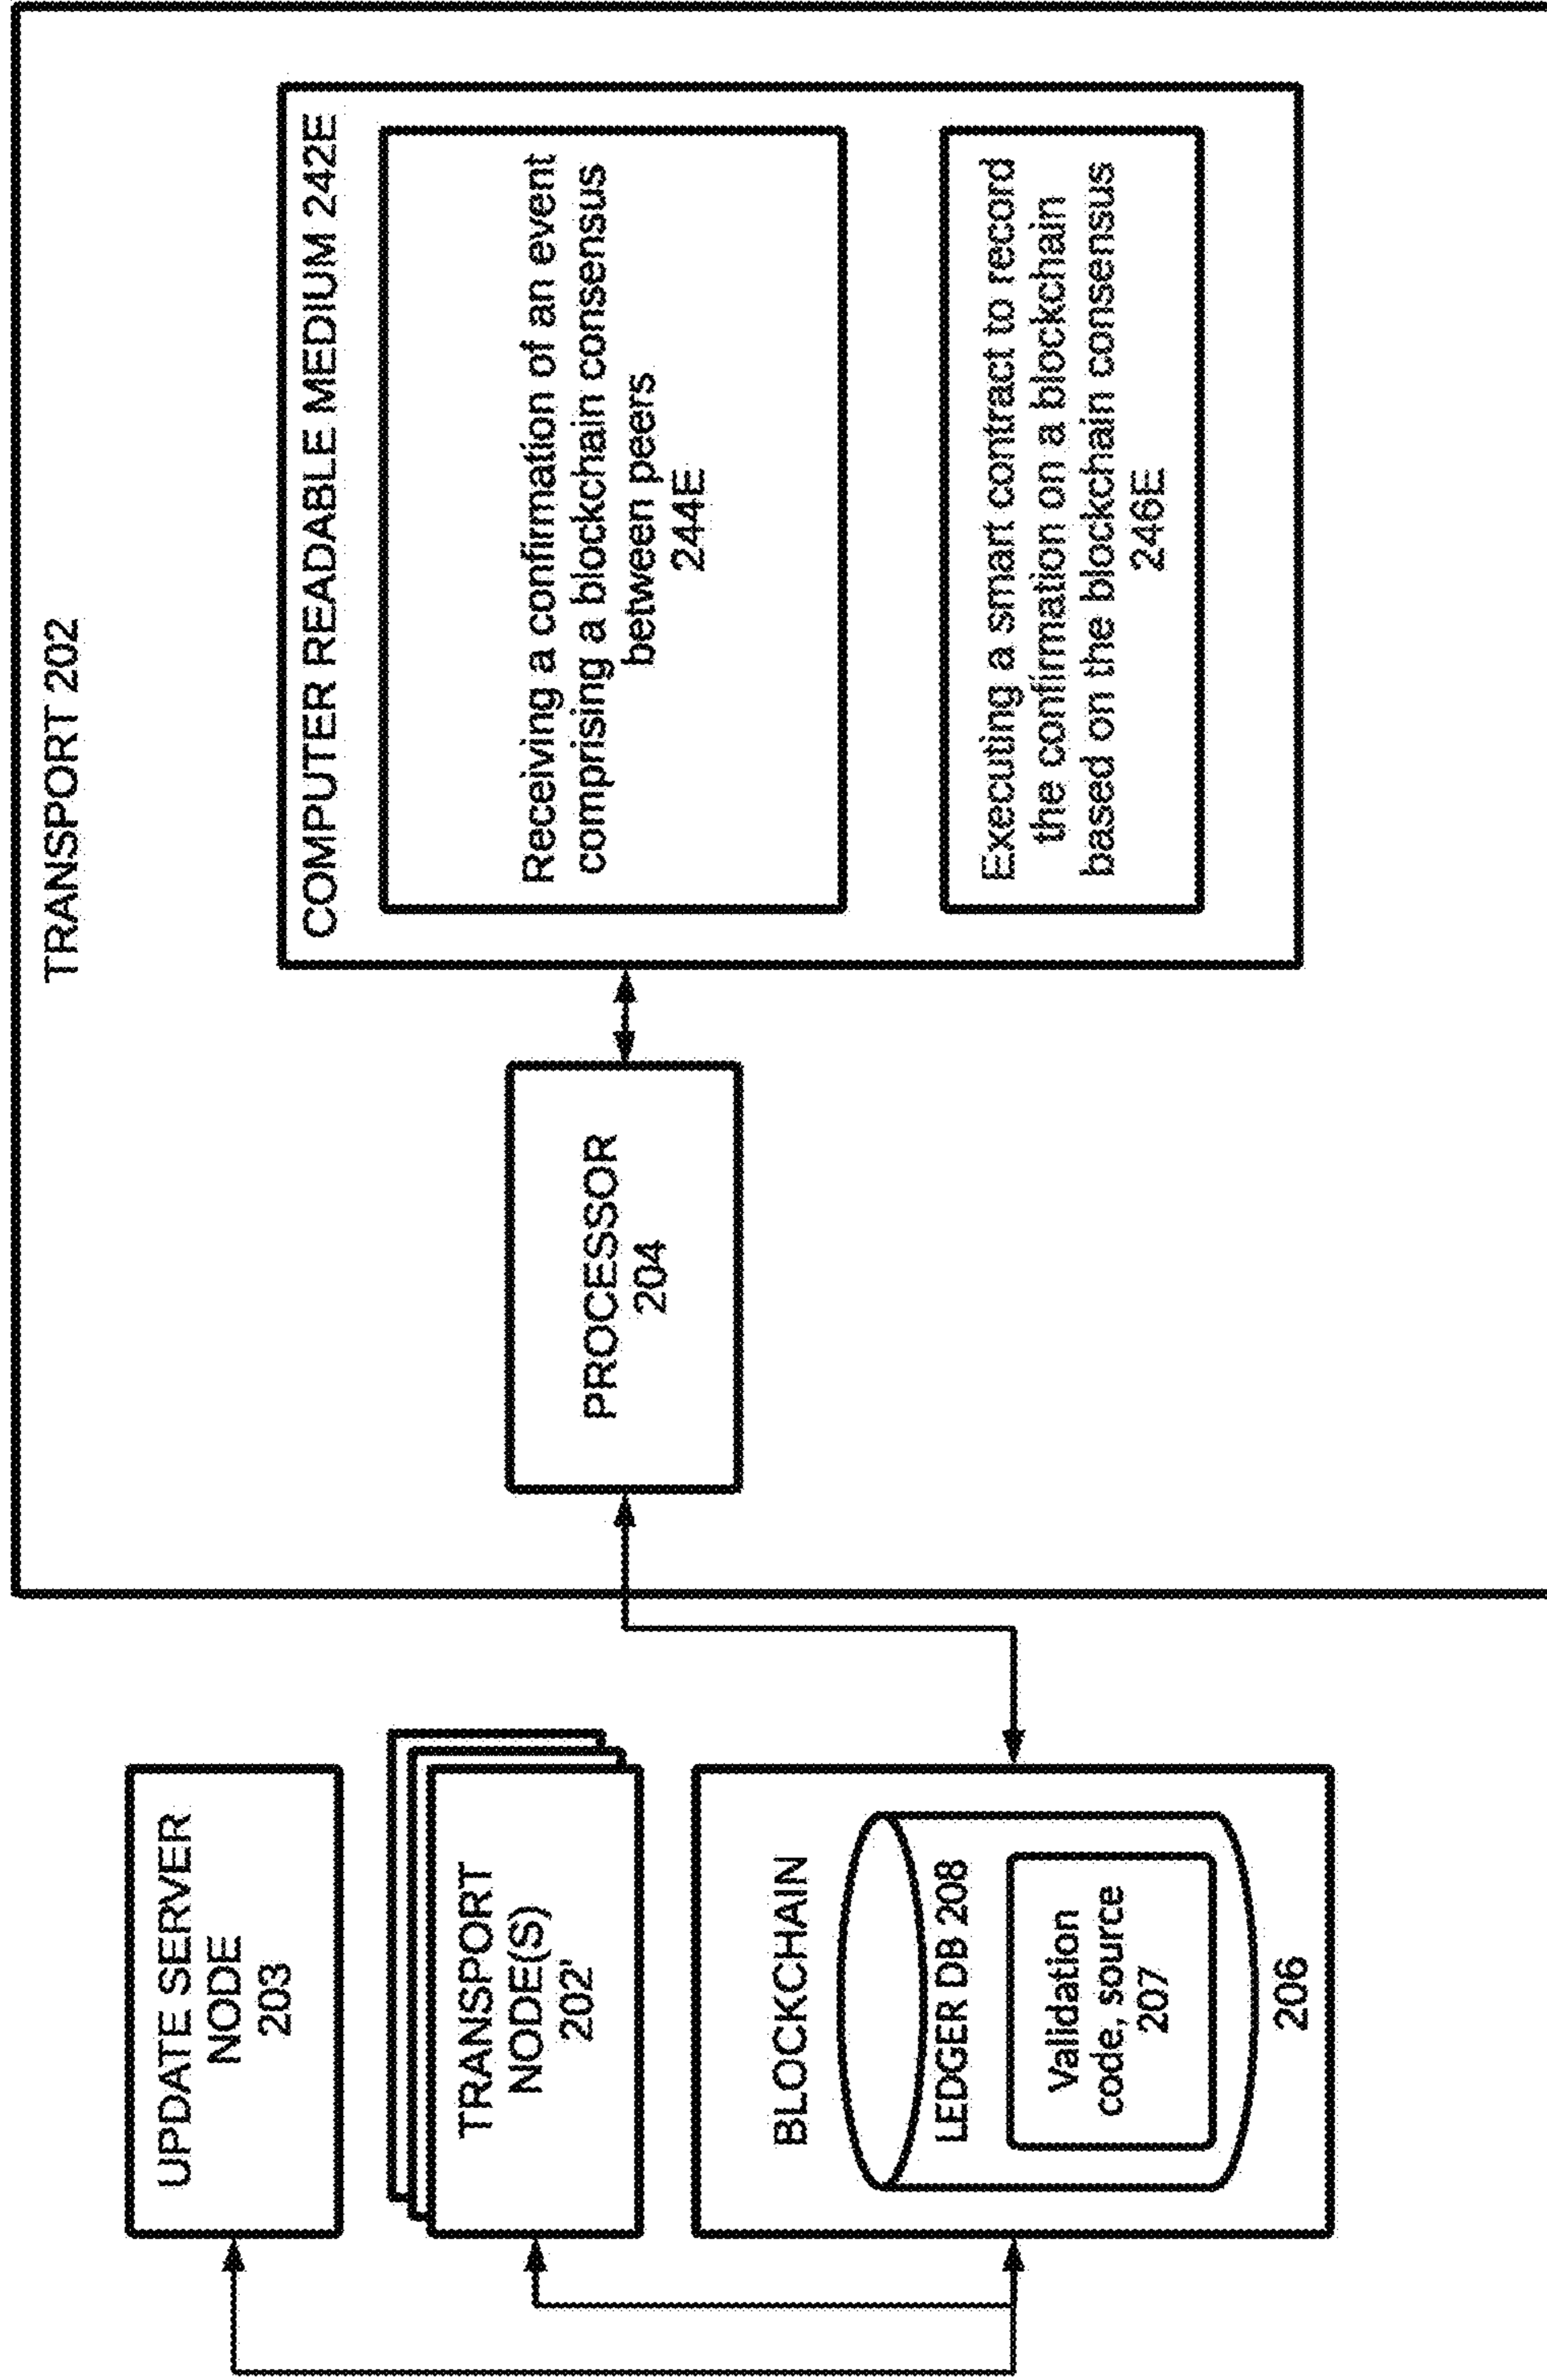 UPDATE SERVER
NODE
203
TRANSPORT
NODE(S)
202'
BLOCKCHAIN
LEDGER DB 208
Validation
code, source
207
206
TRANSPORT 202
PROCESSOR
204
COMPUTER READABLE MEDIUM 242E
Receiving a confirmation of an event
comprising a blockchain consensus
between peers
244E
Executing a smart contract to record
the confirmation on a blockchain
based on the blockchain consensus
246E